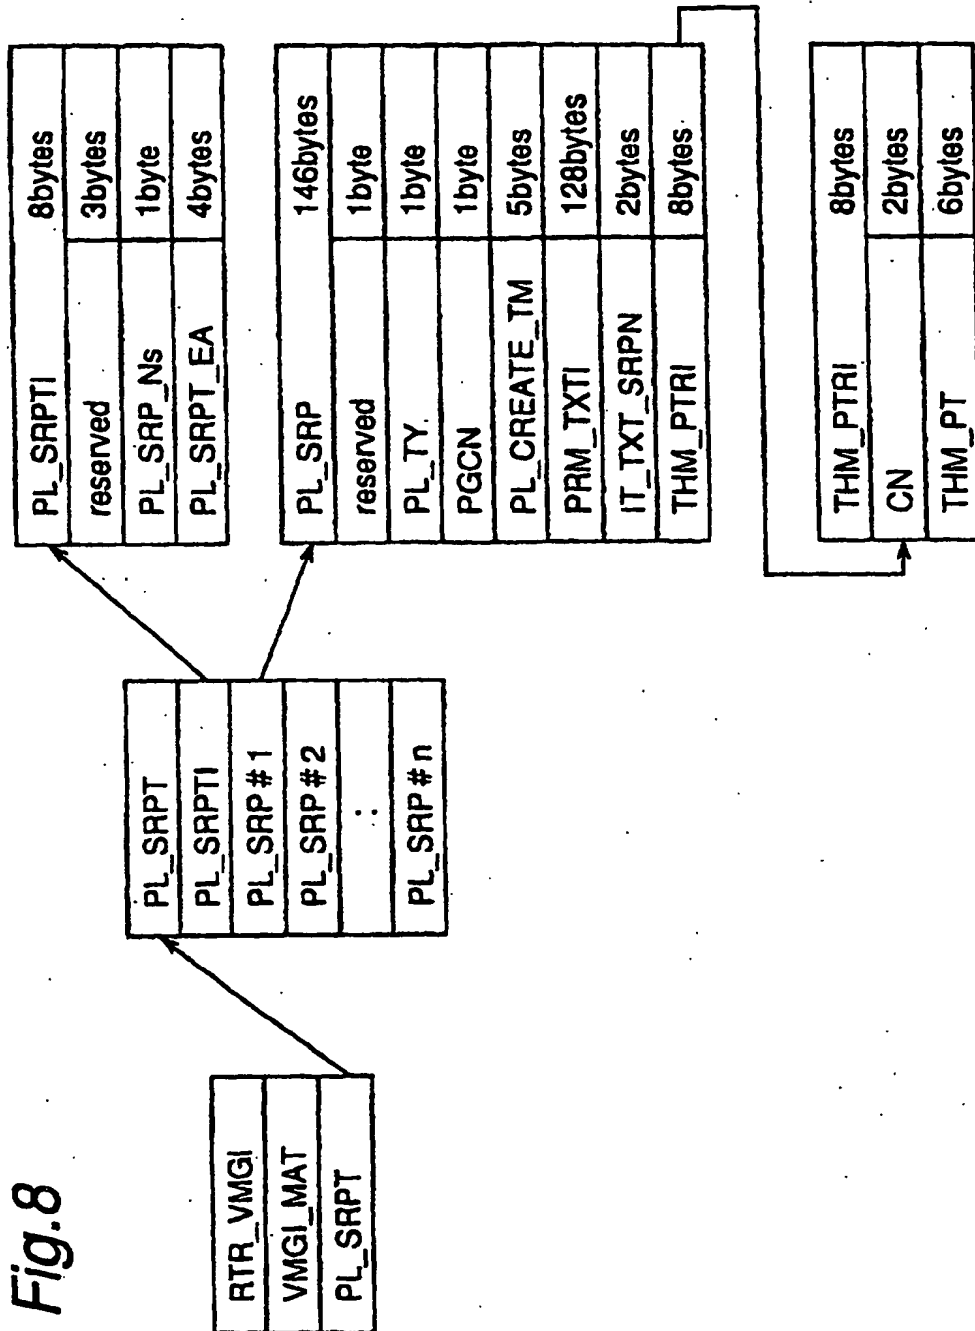 Fig.8
RTR_VMGI
VMGI_MAT
PL_SRPT
PL_SRPT
PL_SRPTI
PL_SRP#1
PL_SRP#2
:
PL_SRP#n
PL_SRPTI 8bytes
reserved 3bytes
PL_SRP_Ns 1byte
PL_SRPT_EA 4bytes
PL_SRP 146bytes
reserved 1byte
PL_TY 1byte
PGCN 1byte
PL_CREATE_TM 5bytes
PRM_TXTI 128bytes
IT_TXT_SRPN 2bytes
THM_PTRI 8bytes
THM_PTRI 8bytes
CN 2bytes
THM_PT 6bytes